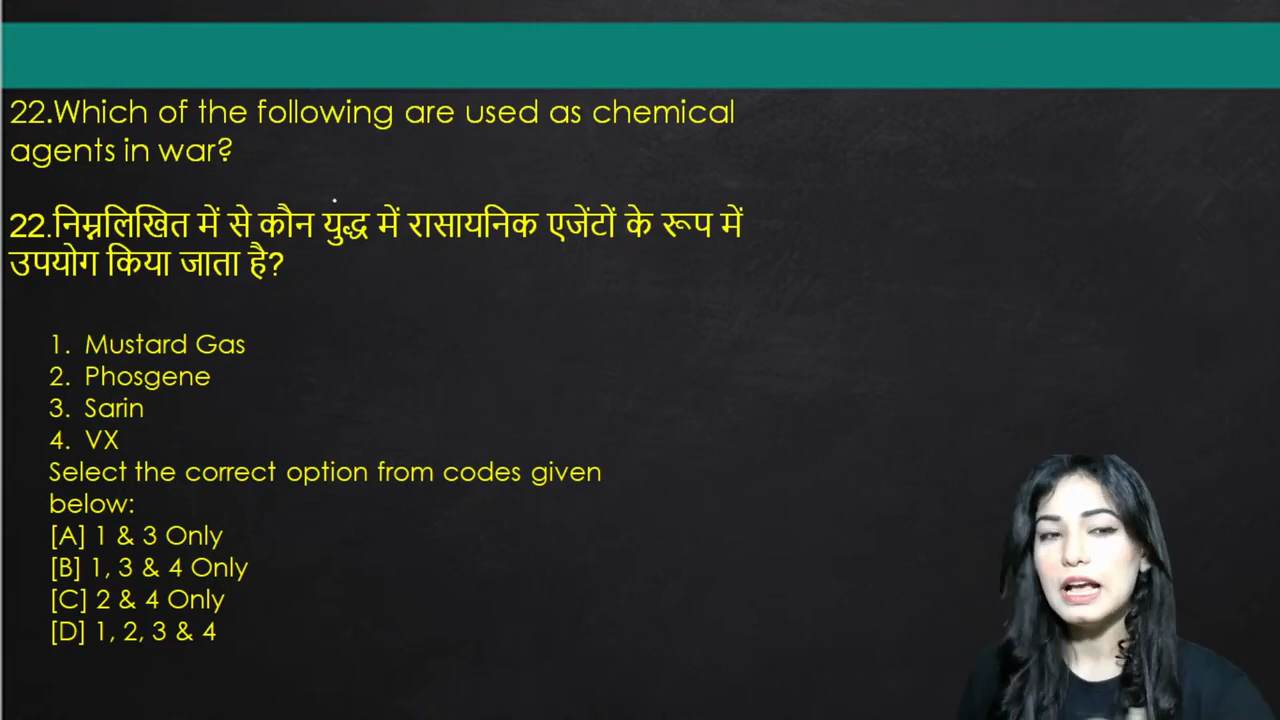 22.Which of the following are used as chemical
agents in war?
22.निम्नलिखित में से कौन युद्ध में रासायनिक एजेंटों के रूप में
उपयोग किया जाता है?
1. Mustard Gas
2. Phosgene
3. Sarin
4. VX
Select the correct option from codes given
below:
[A] 1 & 3 Only
[B] 1, 3 & 4 Only
[C] 2 & 4 Only
[D] 1, 2, 3 & 4